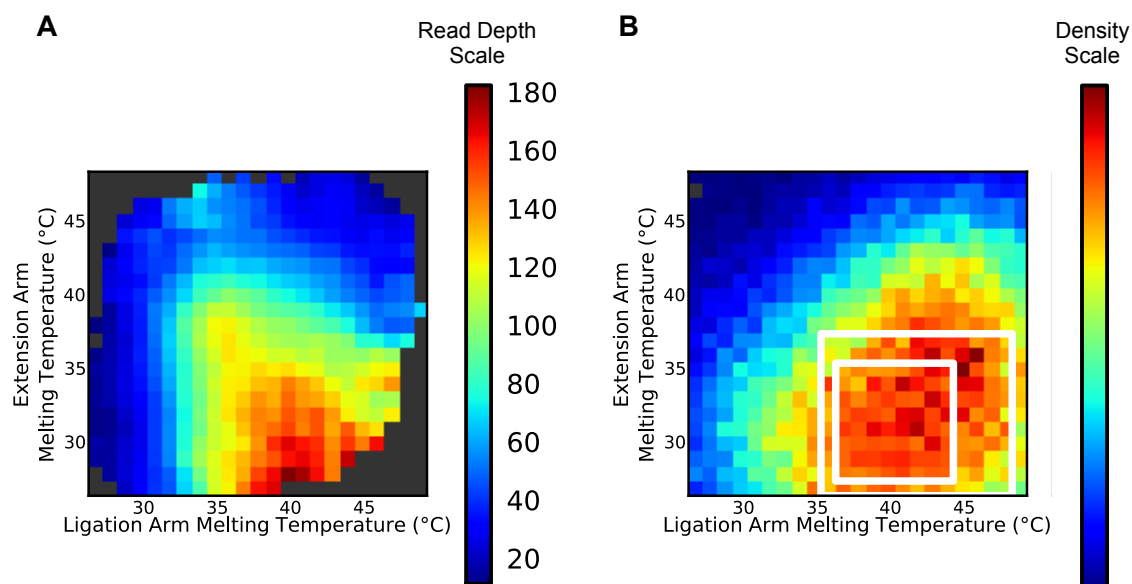 A
Read Depth
Scale
180
160
140
120
100
80
60
40
20
Extension Arm
Melting Temperature (°C)
45
40
35
30
30 35 40 45
Ligation Arm Melting Temperature (°C)
B
Density
Scale
Extension Arm
Melting Temperature (°C)
45
40
35
30
30 35 40 45
Ligation Arm Melting Temperature (°C)